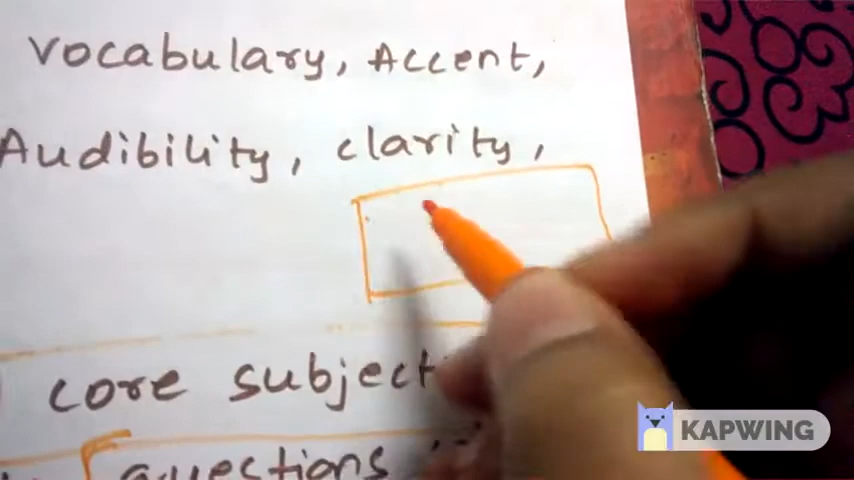 Vocabulary, Accent,
Audibility, clarity,
core subject
questions
KAPWING